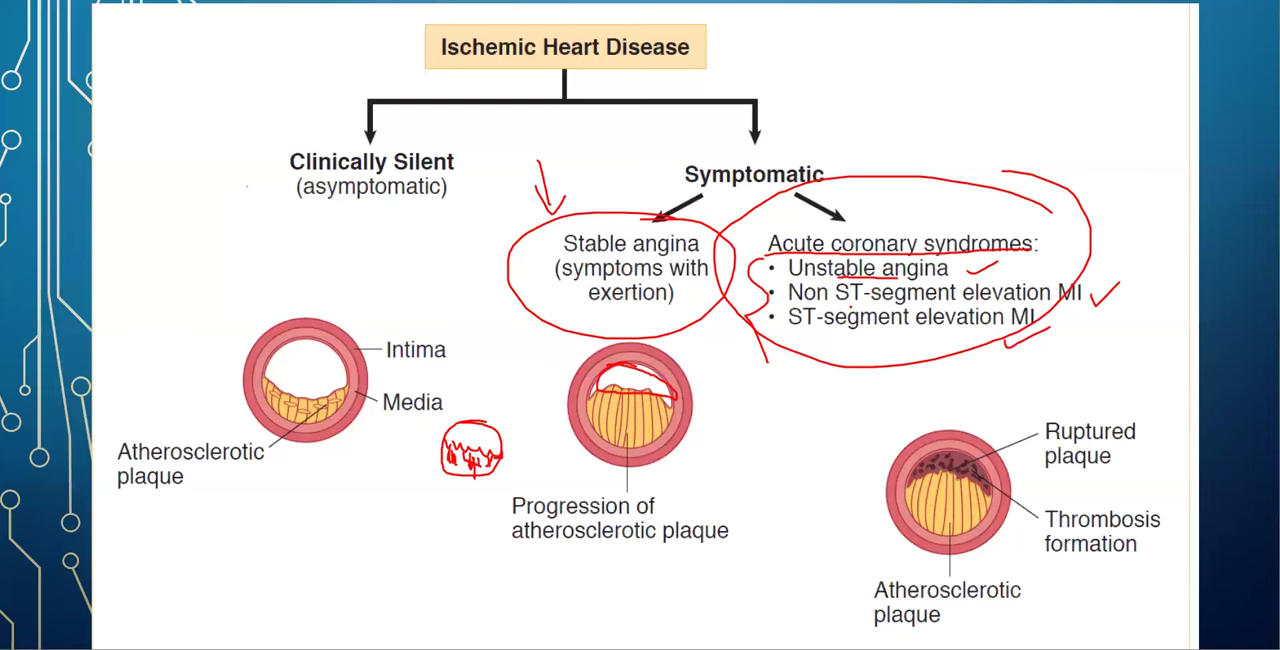 Ischemic Heart Disease
Clinically Silent
(asymptomatic)
Symptomatic
Stable angina
(symptoms with
exertion)
Acute coronary syndromes:
• Unstable angina
• Non ST-segment elevation MI
• ST-segment elevation MI
Intima
Media
Atherosclerotic
plaque
Progression of
atherosclerotic plaque
Ruptured
plaque
Thrombosis
formation
Atherosclerotic
plaque